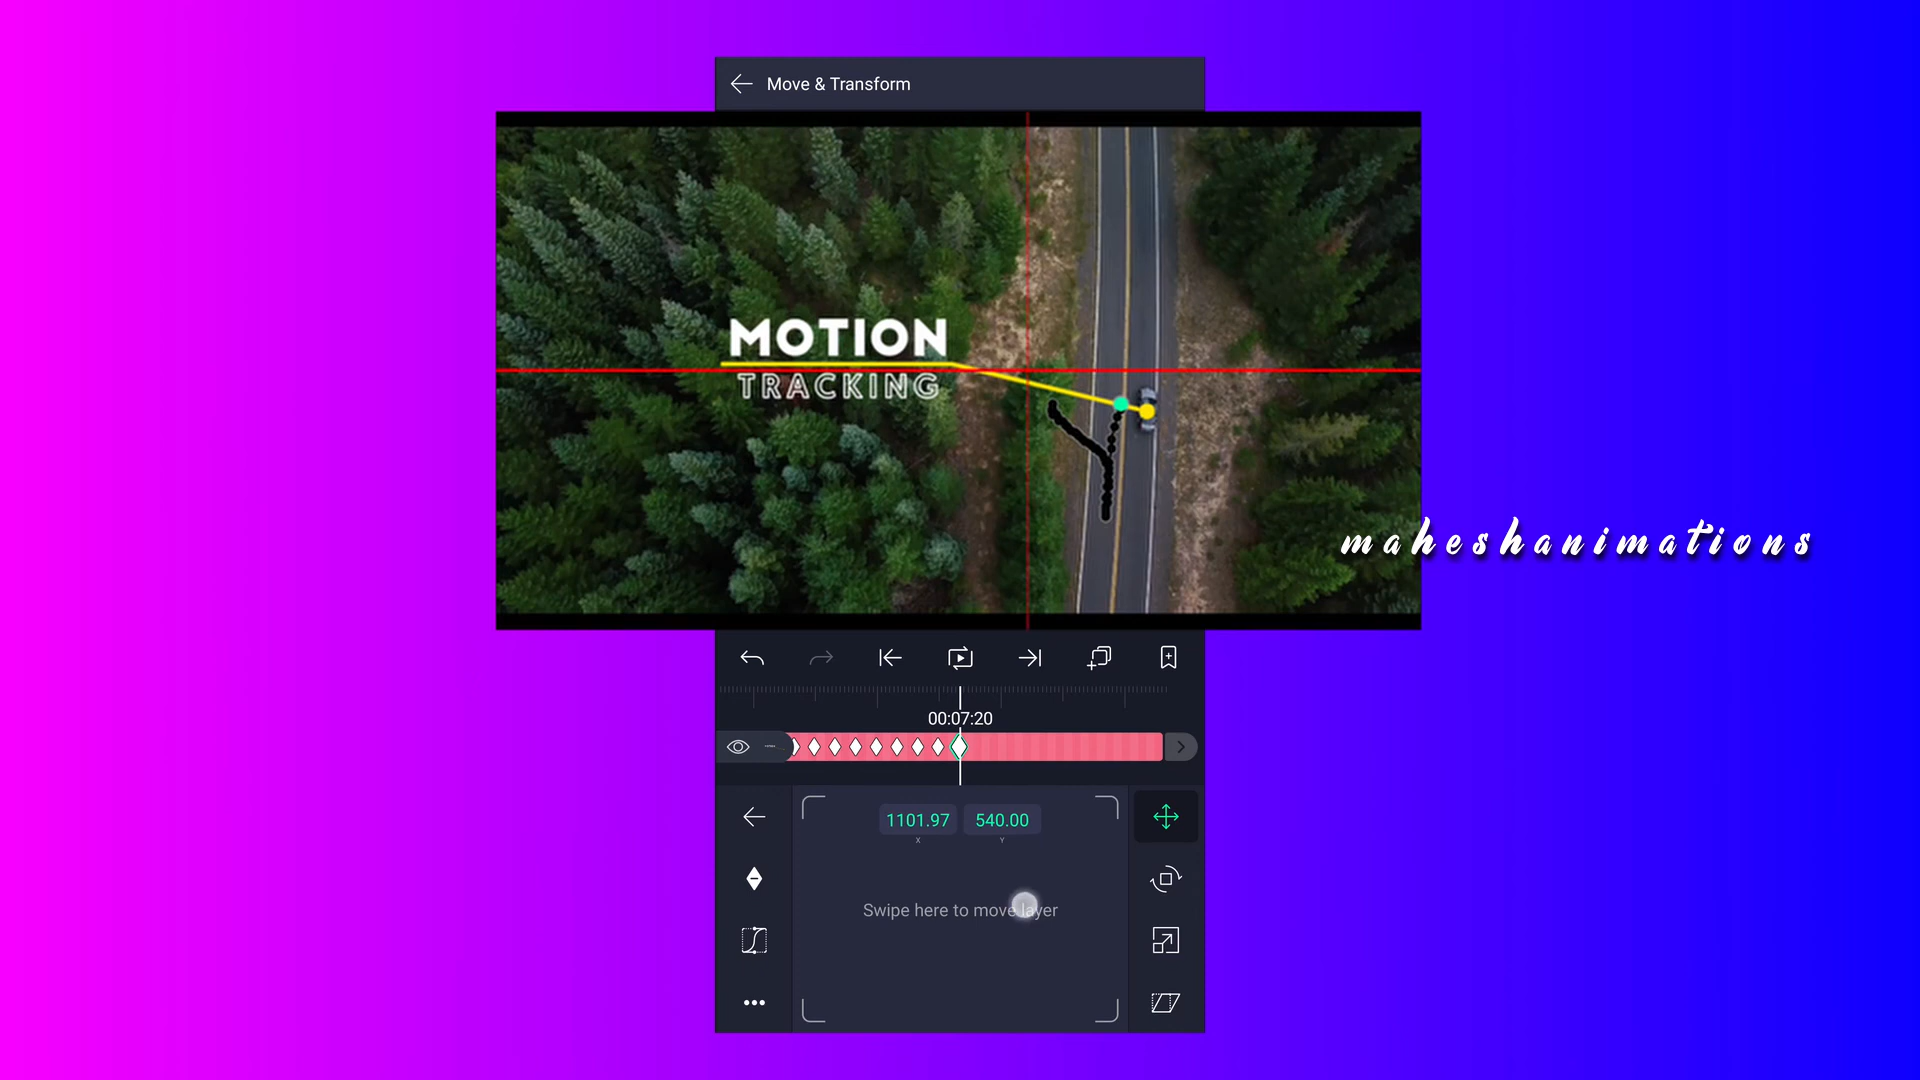 Move & Transform
MOTION
TRACKING
maheshanimations
00:07:20
1101.97 540.00
X Y
Swipe here to move layer